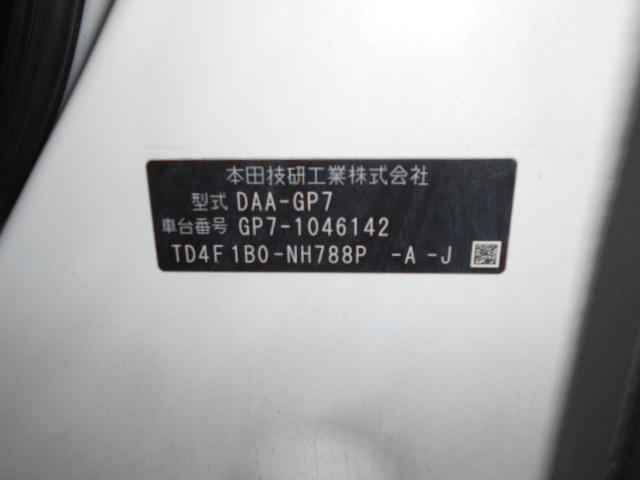 本田技研工業株式会社
型式 DAA-GP7
車台番号 GP7-1046142
TD4F1B0-NH788P -A -J